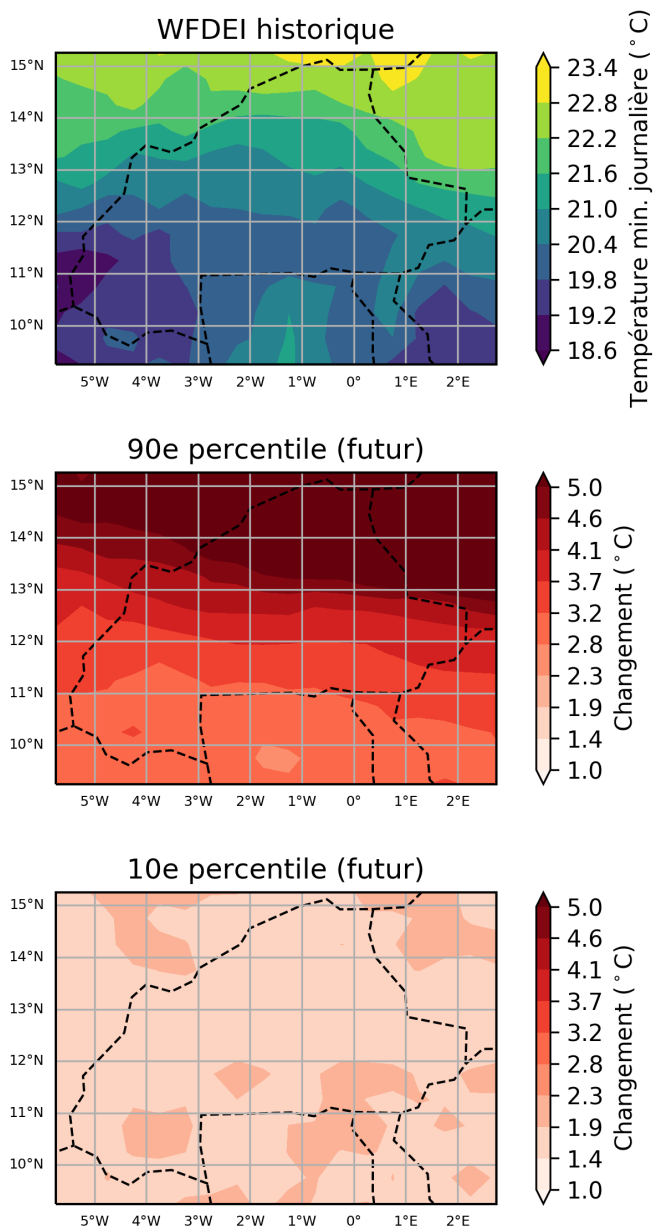 WFDEI historique
15°N
14°N
13°N
12°N
11°N
10°N
5°W 4°W 3°W 2°W 1°W 0° 1°E 2°E
23.4
22.8
22.2
21.6
21.0
20.4
19.8
19.2
18.6
Température min. journalière (°C)
90e percentile (futur)
15°N
14°N
13°N
12°N
11°N
10°N
5°W 4°W 3°W 2°W 1°W 0° 1°E 2°E
5.0
4.6
4.1
3.7
3.2
2.8
2.3
1.9
1.4
1.0
Changement (°C)
10e percentile (futur)
15°N
14°N
13°N
12°N
11°N
10°N
5°W 4°W 3°W 2°W 1°W 0° 1°E 2°E
5.0
4.6
4.1
3.7
3.2
2.8
2.3
1.9
1.4
1.0
Changement (°C)